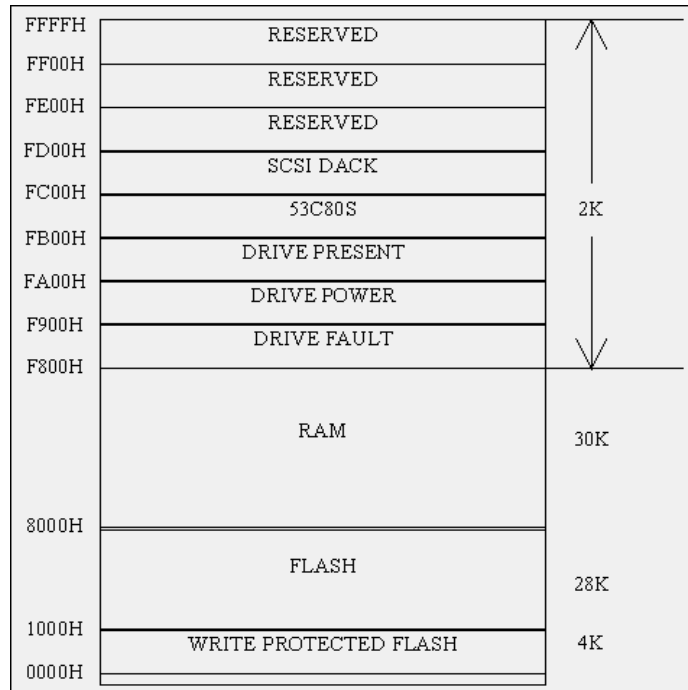 FFFFH
RESERVED
FF00H
RESERVED
FE00H
RESERVED
FD00H
SCSI DACK
FC00H
53C80S
2K
FB00H
DRIVE PRESENT
FA00H
DRIVE POWER
F900H
DRIVE FAULT
F800H
RAM
30K
8000H
FLASH
28K
1000H
WRITE PROTECTED FLASH
4K
0000H